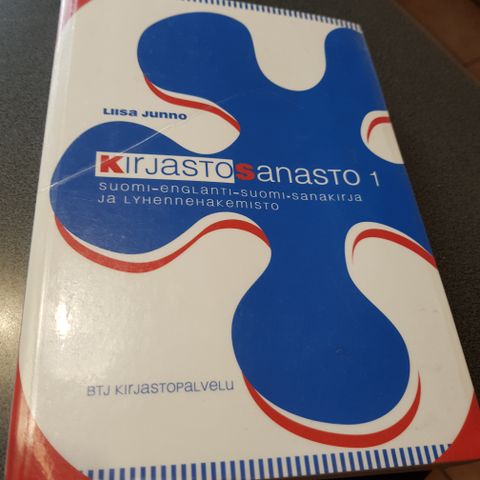 Liisa Junno
KirjastoSanasto 1
Suomi-englanti-suomi-sanakirja
ja lyhennehakemisto
BTJ Kirjastopalvelu